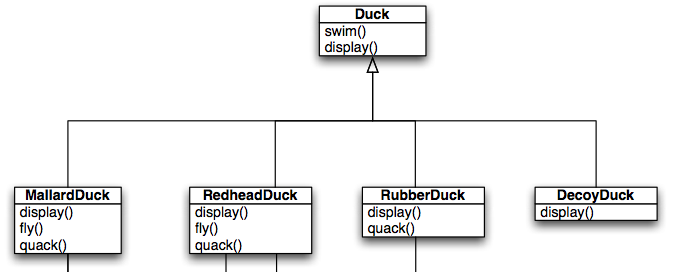 Duck
swim()
display()
MallardDuck
display()
fly()
quack()
RedheadDuck
display()
fly()
quack()
RubberDuck
display()
quack()
DecoyDuck
display()